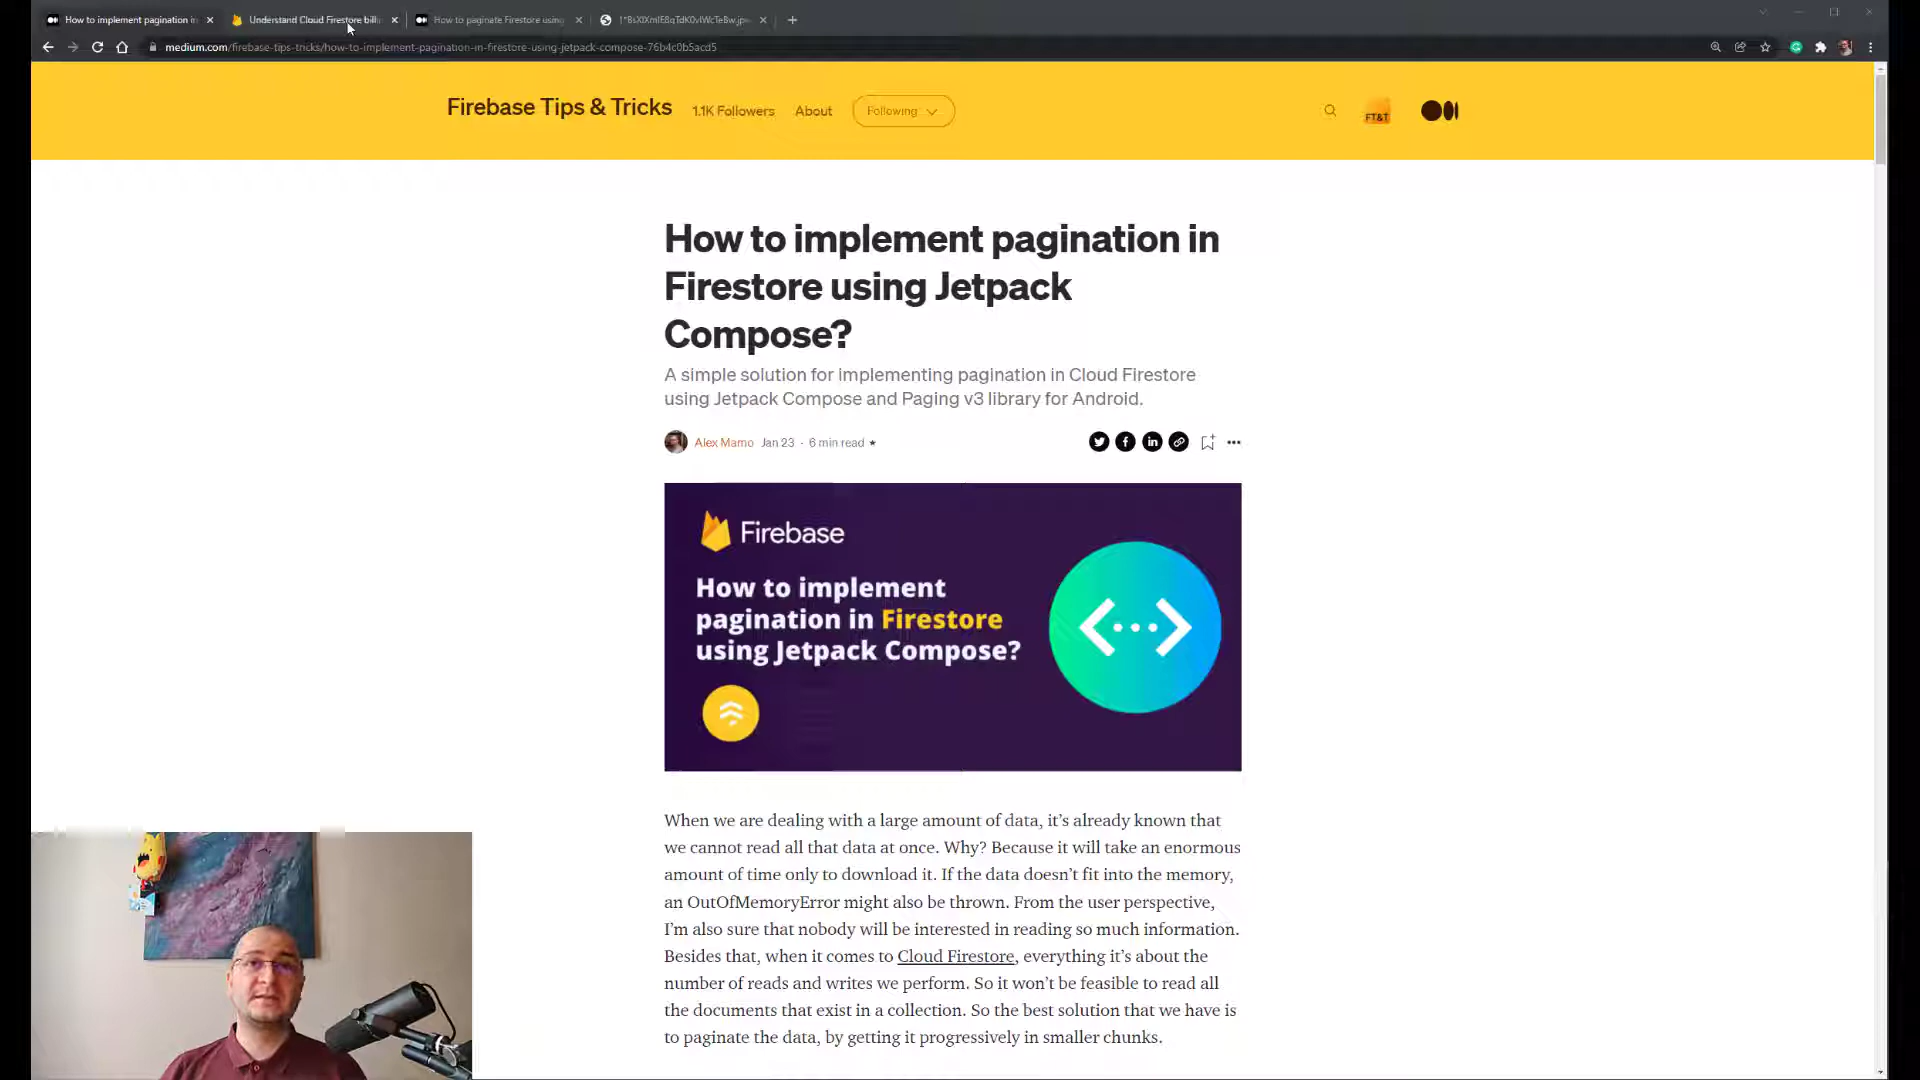 How to implement pagination i
Understand Cloud Firestore bill
How to paginate Firestore using
medium.com/firebase-tips-tricks/how-to-implement-pagination-in-firestore-using-jetpack-compose-76b4c0b5acd5
Firebase Tips & Tricks
1.1K Followers
About
Following
FT&T
How to implement pagination in
Firestore using Jetpack
Compose?
A simple solution for implementing pagination in Cloud Firestore
using Jetpack Compose and Paging v3 library for Android.
Alex Mamo Jan 23 · 6 min read
Firebase
How to implement
pagination in Firestore
using Jetpack Compose?
When we are dealing with a large amount of data, it’s already known that
we cannot read all that data at once. Why? Because it will take an enormous
amount of time only to download it. If the data doesn’t fit into the memory,
an OutOfMemoryError might also be thrown. From the user perspective,
I’m also sure that nobody will be interested in reading so much information.
Besides that, when it comes to Cloud Firestore, everything it’s about the
number of reads and writes we perform. So it won’t be feasible to read all
the documents that exist in a collection. So the best solution that we have is
to paginate the data, by getting it progressively in smaller chunks.